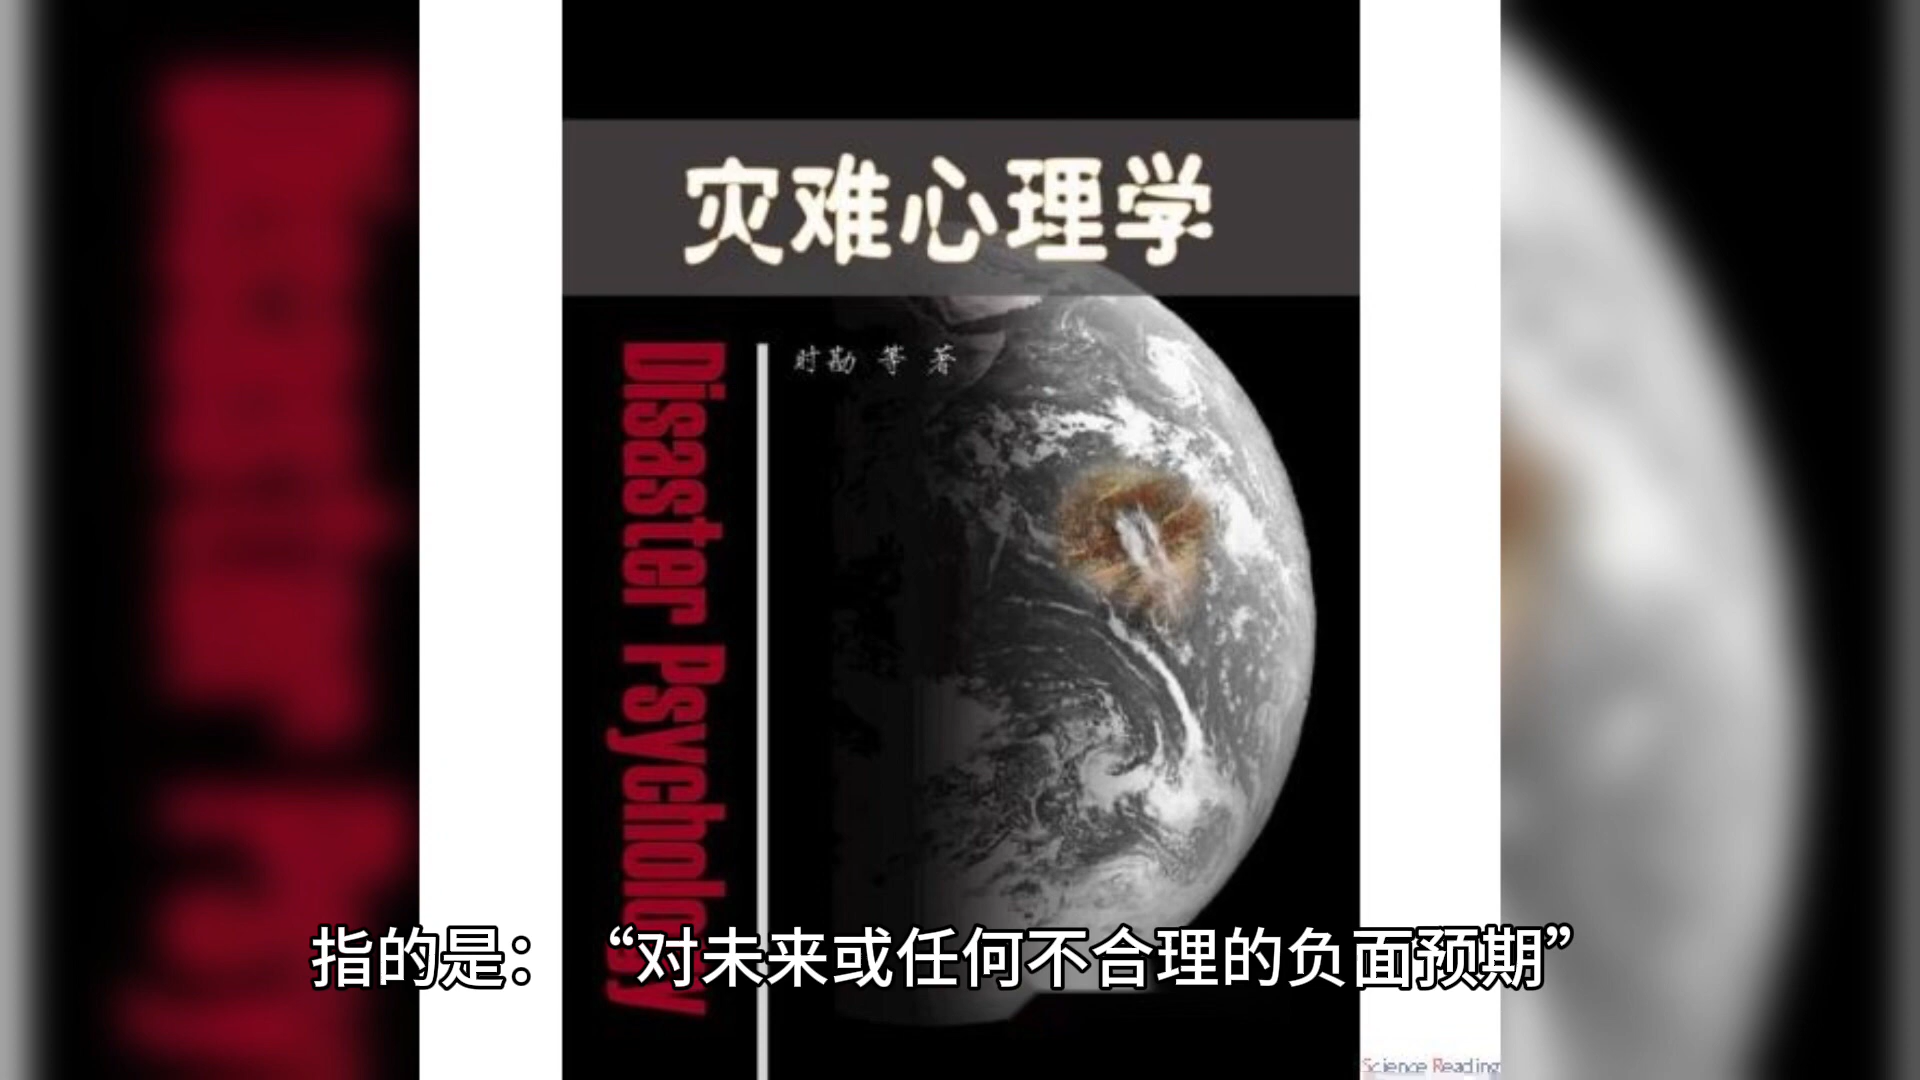 灾难心理学
时勘 等 著
Disaster Psychology
指的是：“对未来或任何不合理的负面预期”
Science Reading